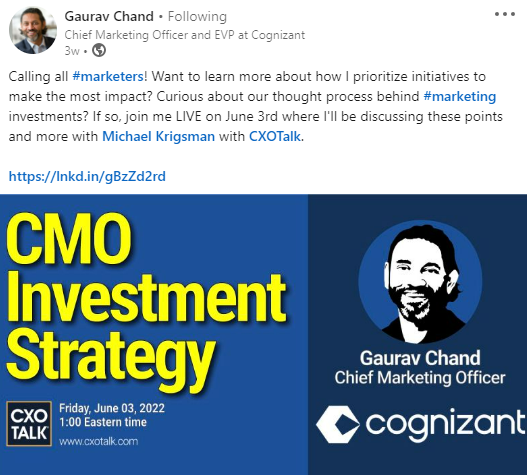 Gaurav Chand • Following
Chief Marketing Officer and EVP at Cognizant
3w •
Calling all #marketers! Want to learn more about how I prioritize initiatives to
make the most impact? Curious about our thought process behind #marketing
investments? If so, join me LIVE on June 3rd where I'll be discussing these points
and more with Michael Krigsman with CXOTalk.
https://lnkd.in/gBzZd2rd
CMO
Investment
Strategy
CXO
TALK
Friday, June 03, 2022
1:00 Eastern time
www.cxotalk.com
Gaurav Chand
Chief Marketing Officer
cognizant